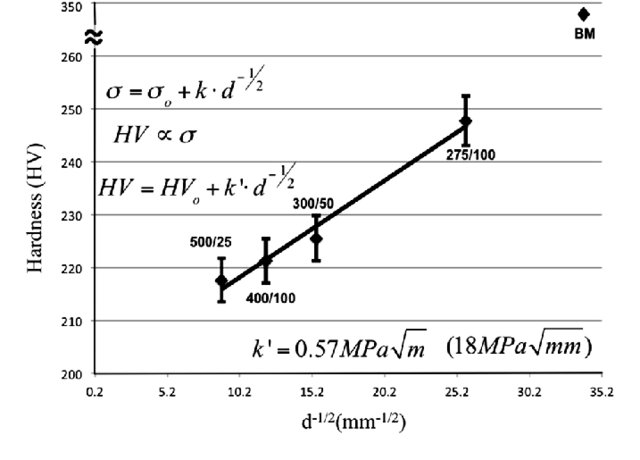 350
BM
260
σ = σ₀ + k · d^(-1/2)
250
HV ∝ σ
240
275/100
HV = HV₀ + k'· d^(-1/2)
300/50
230
500/25
220
400/100
210
k' = 0.57MPa√m (18MPa√mm)
200
0.2 5.2 10.2 15.2 20.2 25.2 30.2 35.2
d-1/2(mm-1/2)
Hardness (HV)